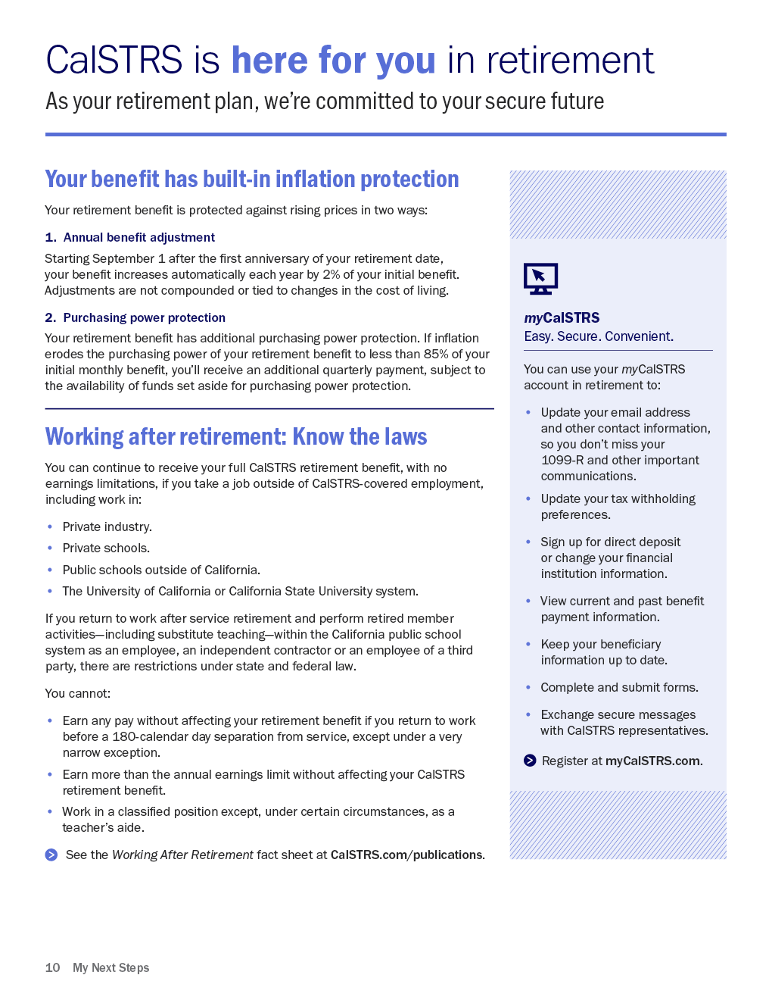 CalSTRS is here for you in retirement
As your retirement plan, we’re committed to your secure future
Your benefit has built-in inflation protection
Your retirement benefit is protected against rising prices in two ways:
1. Annual benefit adjustment
Starting September 1 after the first anniversary of your retirement date,
your benefit increases automatically each year by 2% of your initial benefit.
Adjustments are not compounded or tied to changes in the cost of living.
2. Purchasing power protection
Your retirement benefit has additional purchasing power protection. If inflation
erodes the purchasing power of your retirement benefit to less than 85% of your
initial monthly benefit, you’ll receive an additional quarterly payment, subject to
the availability of funds set aside for purchasing power protection.
Working after retirement: Know the laws
You can continue to receive your full CalSTRS retirement benefit, with no
earnings limitations, if you take a job outside of CalSTRS-covered employment,
including work in:
• Private industry.
• Private schools.
• Public schools outside of California.
• The University of California or California State University system.
If you return to work after service retirement and perform retired member
activities—including substitute teaching—within the California public school
system as an employee, an independent contractor or an employee of a third
party, there are restrictions under state and federal law.
You cannot:
• Earn any pay without affecting your retirement benefit if you return to work
before a 180-calendar day separation from service, except under a very
narrow exception.
• Earn more than the annual earnings limit without affecting your CalSTRS
retirement benefit.
• Work in a classified position except, under certain circumstances, as a
teacher’s aide.
See the Working After Retirement fact sheet at CalSTRS.com/publications.
myCalSTRS
Easy. Secure. Convenient.
You can use your myCalSTRS
account in retirement to:
• Update your email address
and other contact information,
so you don’t miss your
1099-R and other important
communications.
• Update your tax withholding
preferences.
• Sign up for direct deposit
or change your financial
institution information.
• View current and past benefit
payment information.
• Keep your beneficiary
information up to date.
• Complete and submit forms.
• Exchange secure messages
with CalSTRS representatives.
Register at myCalSTRS.com.
10 My Next Steps